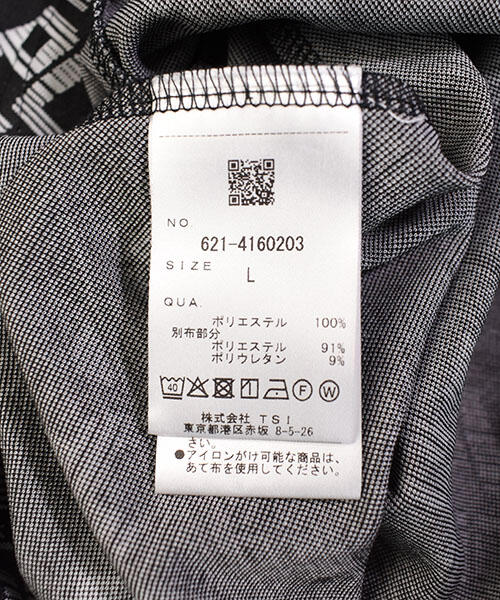 NO.
621-4160203
SIZE
L
QUA.
ポリエステル 100%
別布部分
ポリエステル 91%
ポリウレタン 9%
40 F W
株式会社 TSI
東京都港区赤坂 8-5-26
さい。
●アイロンがけ可能な商品は、
あて布を使用してください。